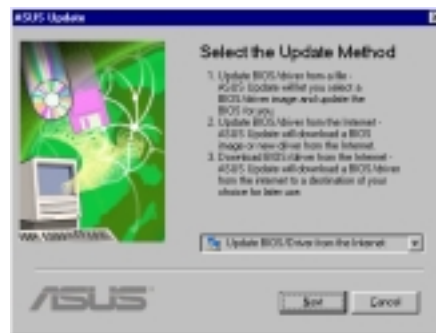 ASUS Update
Select the Update Method
1. Update BIOS/driver from a file -
ASUS Update will let you select a
BIOS/driver image and update the
BIOS for you.
2. Update BIOS/driver from the Internet -
ASUS Update will download a BIOS
image or new driver from the Internet.
3. Download BIOS/driver from the Internet -
ASUS Update will download a BIOS/driver
from the internet to a destination of your
choice for later use.
Update BIOS/Driver from the Internet
ASUS
Next
Cancel